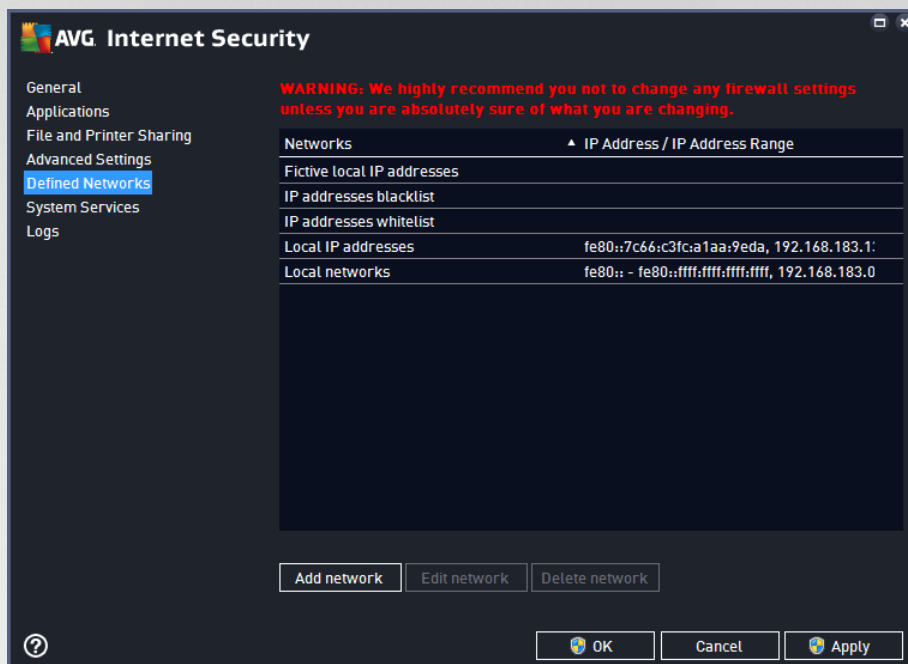 AVG Internet Security
General
Applications
File and Printer Sharing
Advanced Settings
Defined Networks
System Services
Logs
WARNING: We highly recommend you not to change any firewall settings
unless you are absolutely sure of what you are changing.
Networks ▲ IP Address / IP Address Range
Fictive local IP addresses
IP addresses blacklist
IP addresses whitelist
Local IP addresses fe80::7c66:c3fc:a1aa:9eda, 192.168.183.1
Local networks fe80:: - fe80::ffff:ffff:ffff:ffff, 192.168.183.0
Add network Edit network Delete network
? OK Cancel Apply